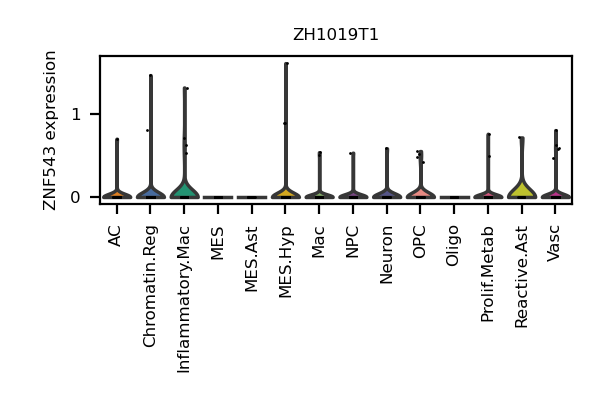 ZH1019T1
ZNF543 expression
1
0
AC
Chromatin.Reg
Inflammatory.Mac
MES
MES.Ast
MES.Hyp
Mac
NPC
Neuron
OPC
Oligo
Prolif.Metab
Reactive.Ast
Vasc